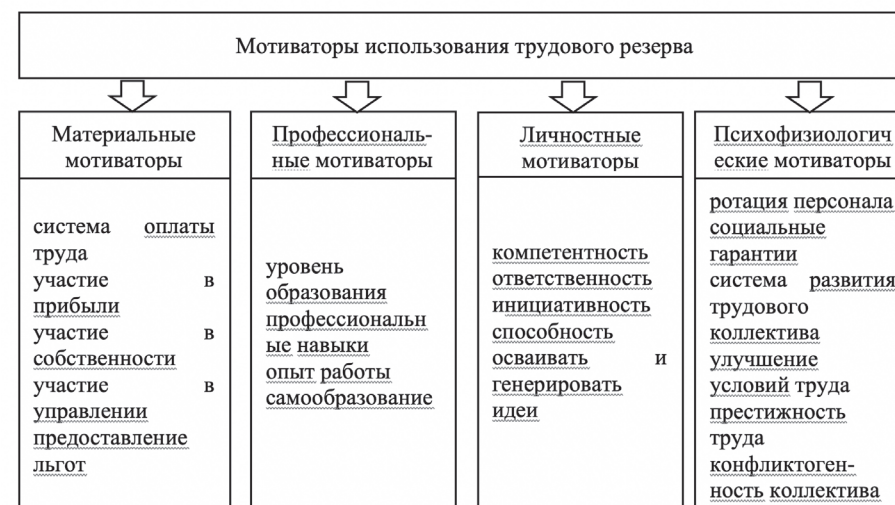 Мотиваторы использования трудового резерва
Материальные
мотиваторы
система оплаты
труда
участие в
прибыли
участие в
собственности
участие в
управлении
предоставление
льгот
Профессиональ-
ные мотиваторы
уровень
образования
профессиональн
ые навыки
опыт работы
самообразование
Личностные
мотиваторы
компетентность
ответственность
инициативность
способность
осваивать и
генерировать
идеи
Психофизиологич
еские мотиваторы
ротация персонала
социальные
гарантии
система развития
трудового
коллектива
улучшение
условий труда
престижность
труда
конфликтоген-
ность коллектива